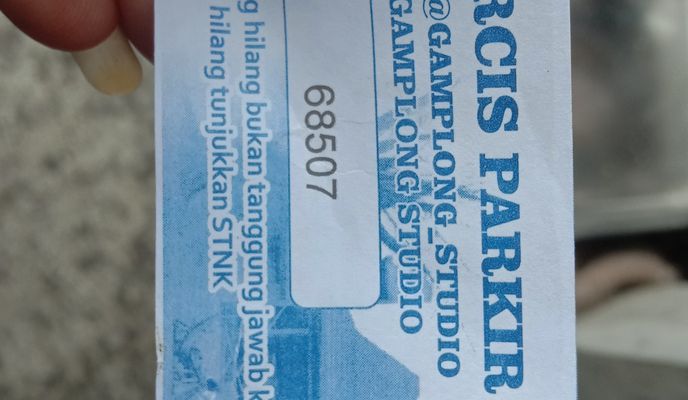 RCIS PARKIR
@GAMPLONG_STUDIO
GAMPLONG STUDIO
68507
g hilang bukan tanggung jawab k
hilang tunjukkan STNK